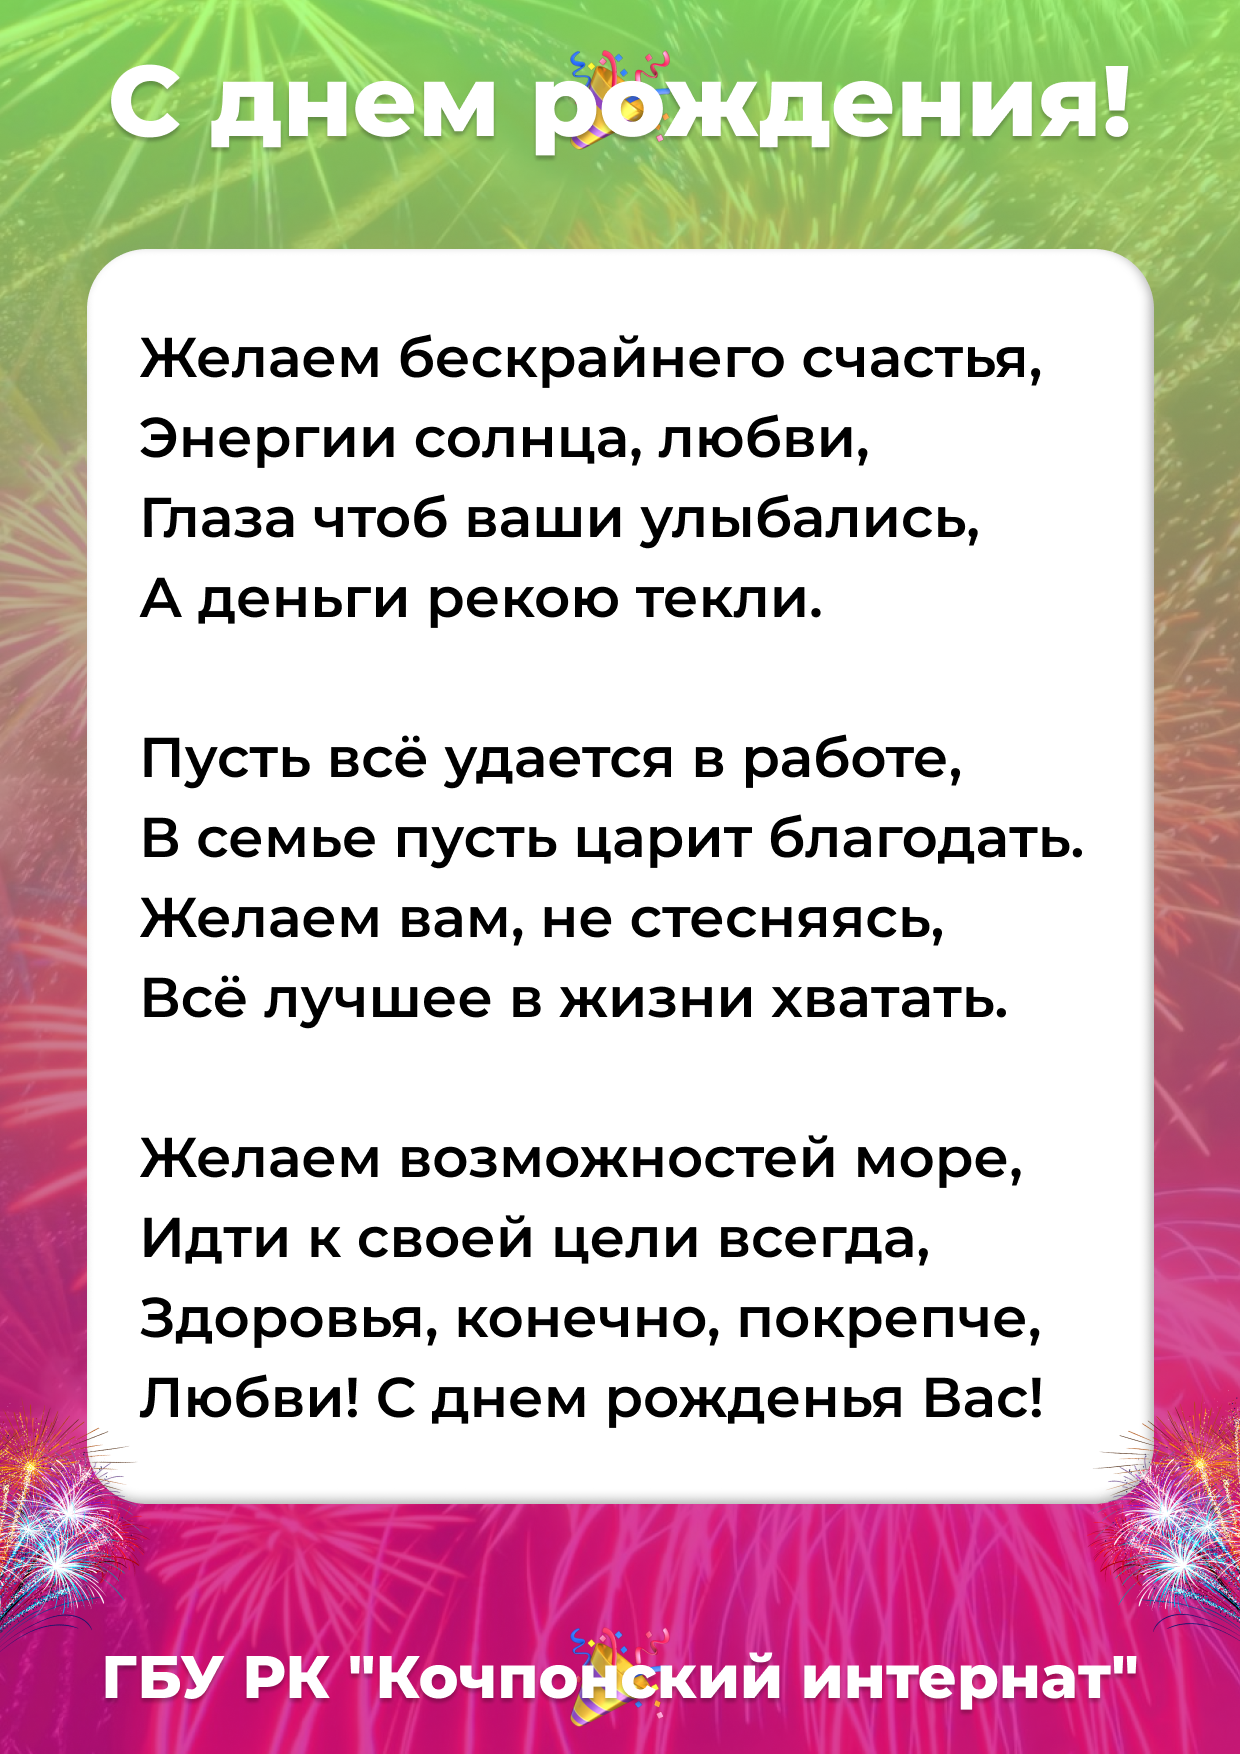 С днем рождения!
Желаем бескрайнего счастья,
Энергии солнца, любви,
Глаза чтоб ваши улыбались,
А деньги рекою текли.
Пусть всё удается в работе,
В семье пусть царит благодать.
Желаем вам, не стесняясь,
Всё лучшее в жизни хватать.
Желаем возможностей море,
Идти к своей цели всегда,
Здоровья, конечно, покрепче,
Любви! С днем рожденья Вас!
ГБУ РК "Кочпонский интернат"